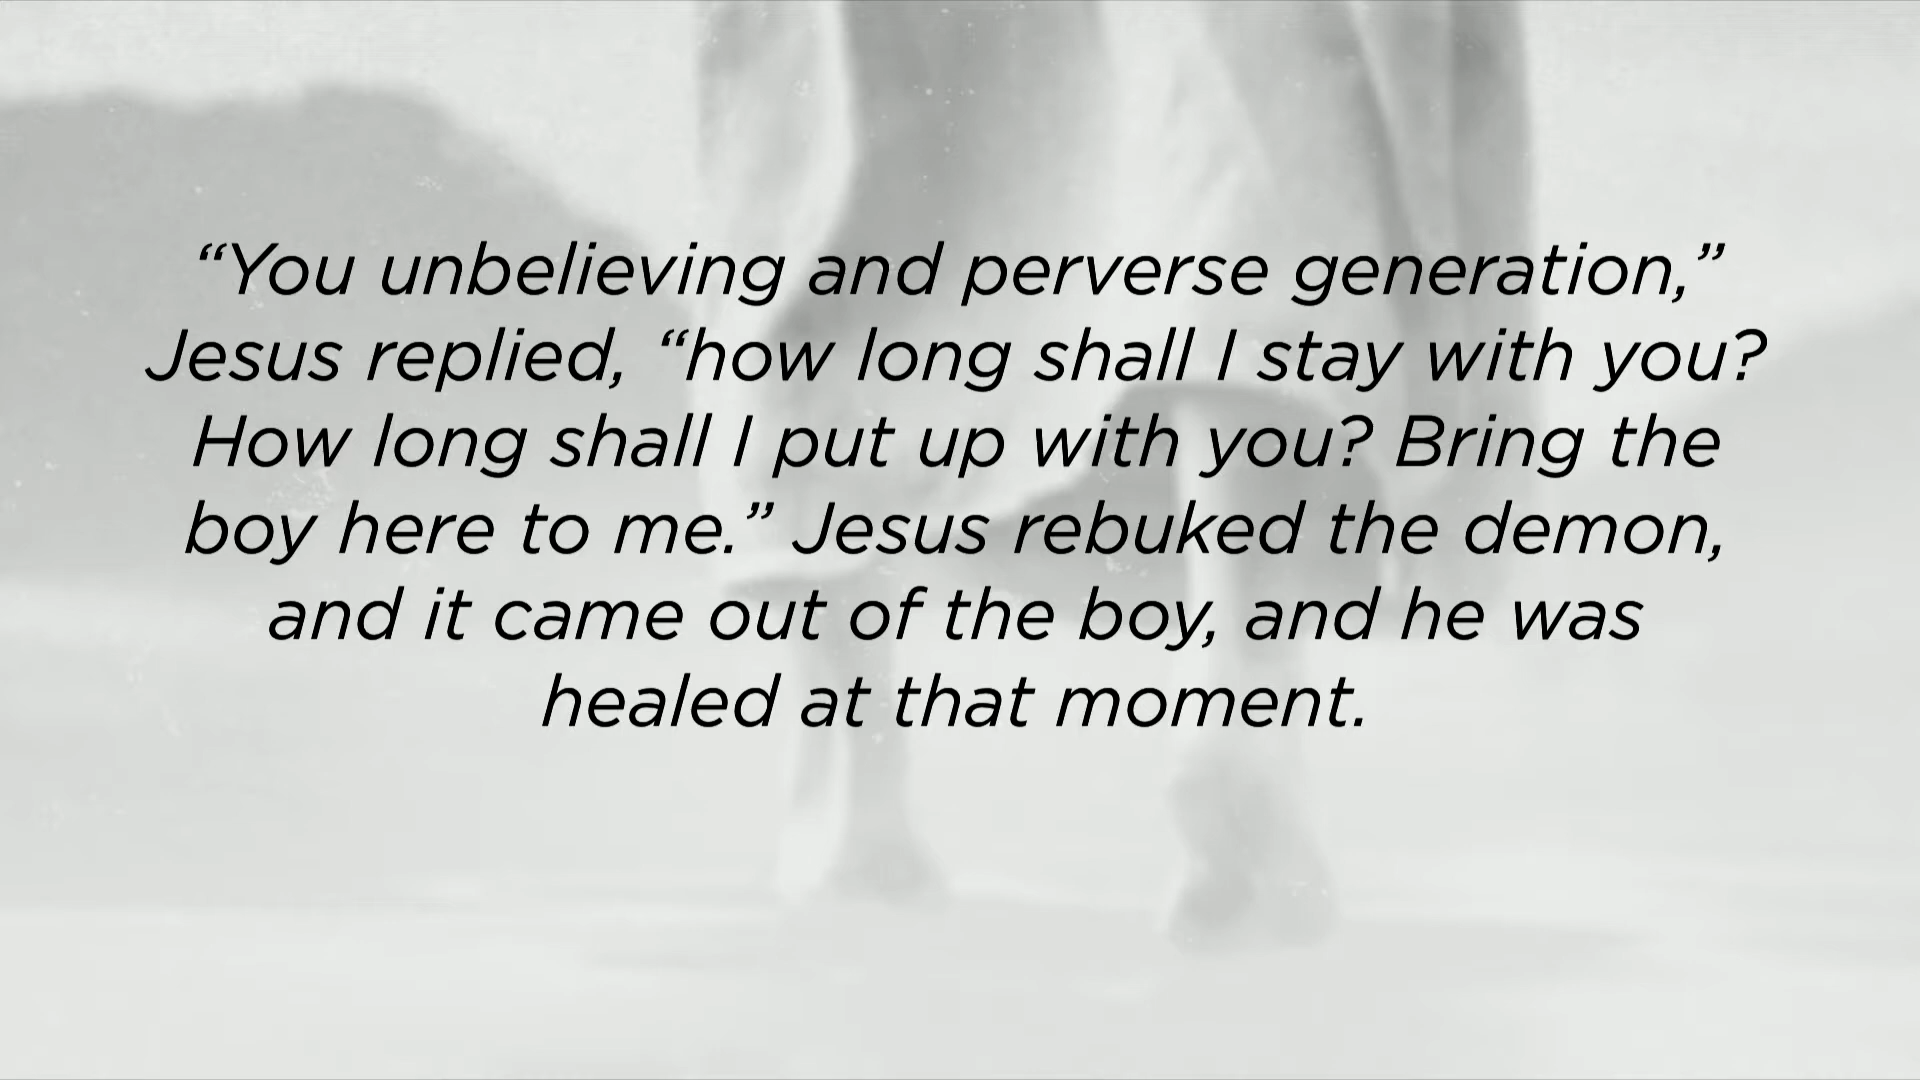 “You unbelieving and perverse generation,”
Jesus replied, “how long shall I stay with you?
How long shall I put up with you? Bring the
boy here to me.” Jesus rebuked the demon,
and it came out of the boy, and he was
healed at that moment.